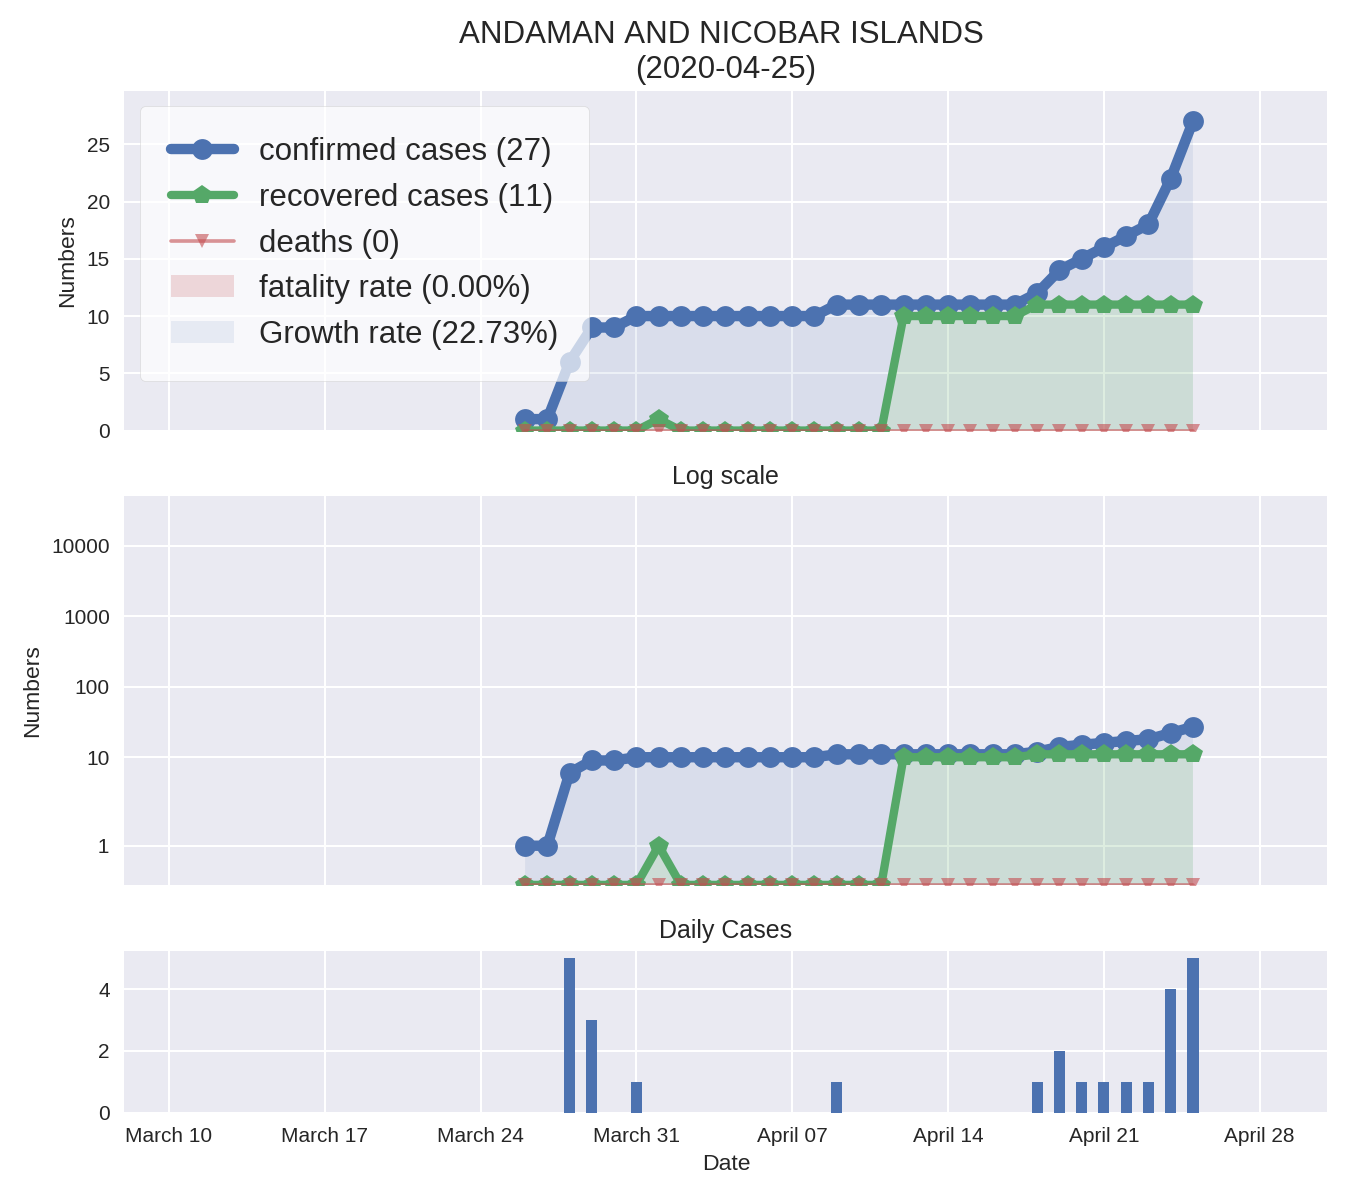 ANDAMAN AND NICOBAR ISLANDS
(2020-04-25)
confirmed cases (27)
recovered cases (11)
deaths (0)
fatality rate (0.00%)
Growth rate (22.73%)
Numbers
25
20
15
10
5
0
Log scale
Numbers
10000
1000
100
10
1
Daily Cases
4
2
0
March 10 March 17 March 24 March 31 April 07 April 14 April 21 April 28
Date